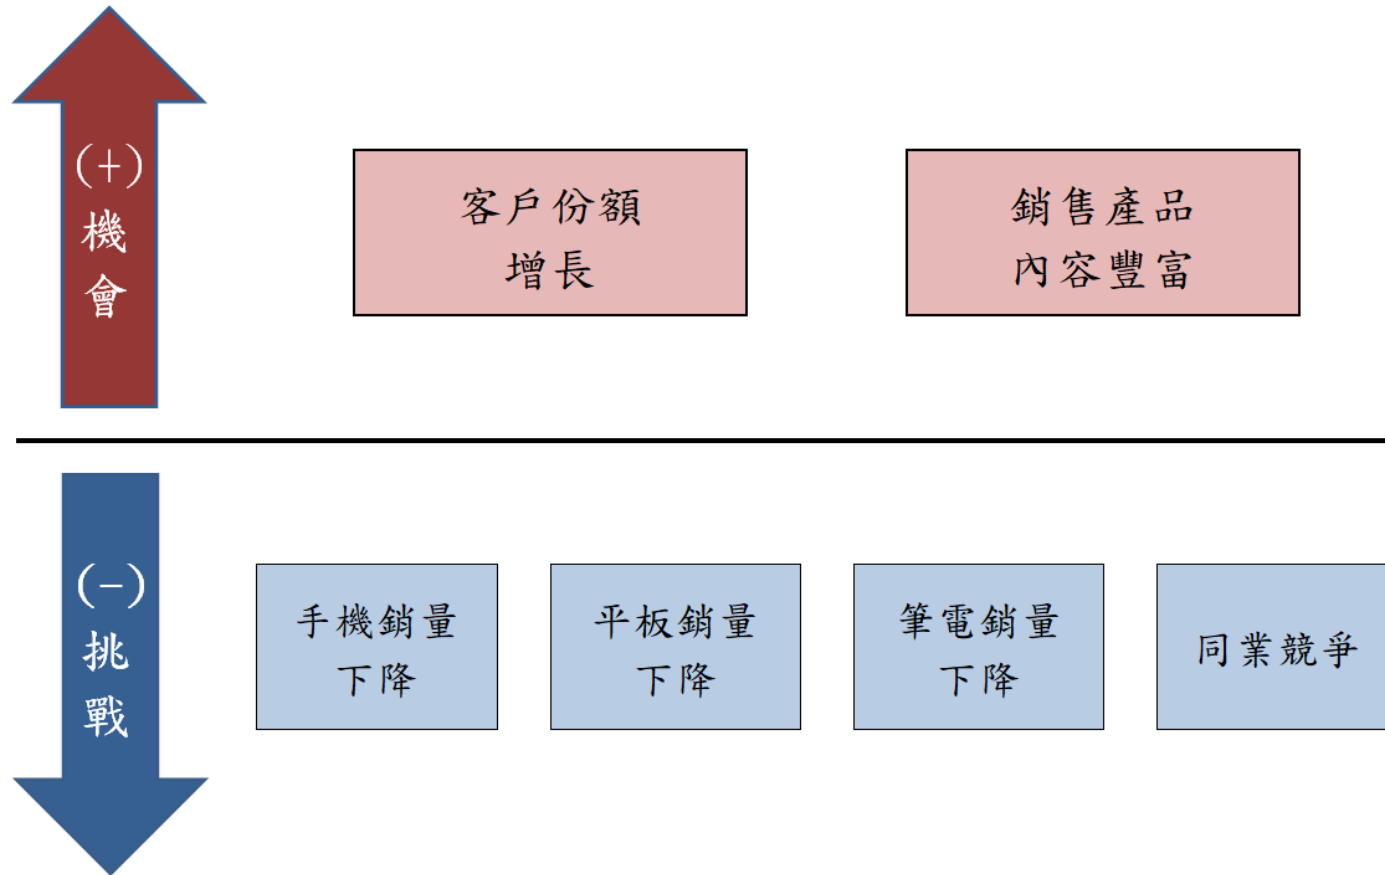 (+)
機
會
客戶份額
增長
銷售產品
內容豐富
(−)
挑
戰
手機銷量
下降
平板銷量
下降
筆電銷量
下降
同業競爭